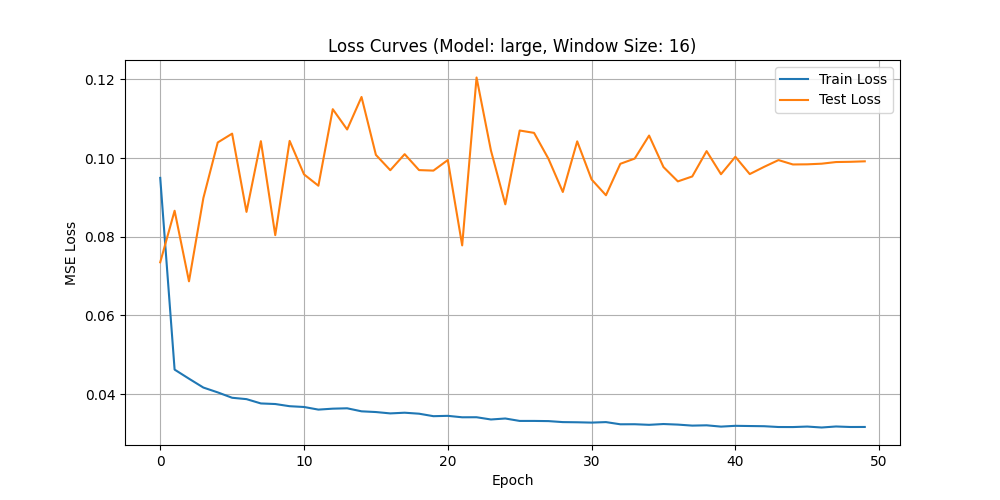 Loss Curves (Model: large, Window Size: 16)
Train Loss
Test Loss
MSE Loss
0.12
0.10
0.08
0.06
0.04
0
10
20
30
40
50
Epoch